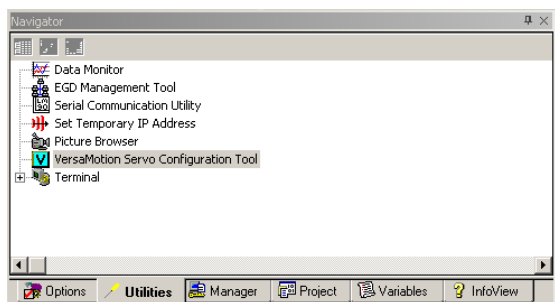 Navigator
Data Monitor
EGD Management Tool
Serial Communication Utility
Set Temporary IP Address
Picture Browser
V VersaMotion Servo Configuration Tool
Terminal
Options Utilities Manager Project Variables InfoView